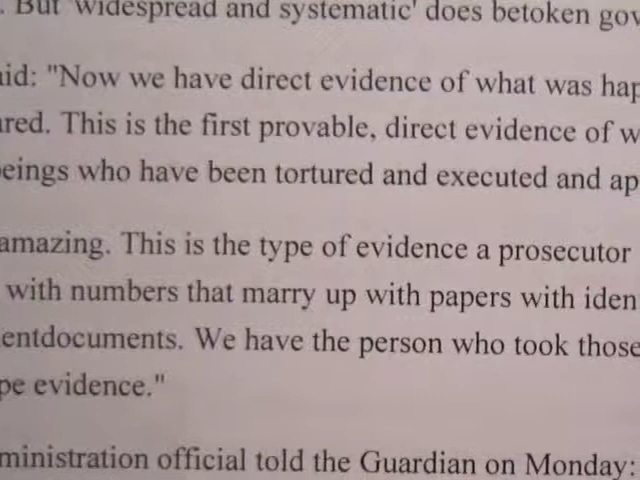 . But 'widespread and systematic' does betoken gov
aid: "Now we have direct evidence of what was hap
ared. This is the first provable, direct evidence of w
eings who have been tortured and executed and ap
amazing. This is the type of evidence a prosecutor
with numbers that marry up with papers with iden
entdocuments. We have the person who took those
pe evidence."
ministration official told the Guardian on Monday: